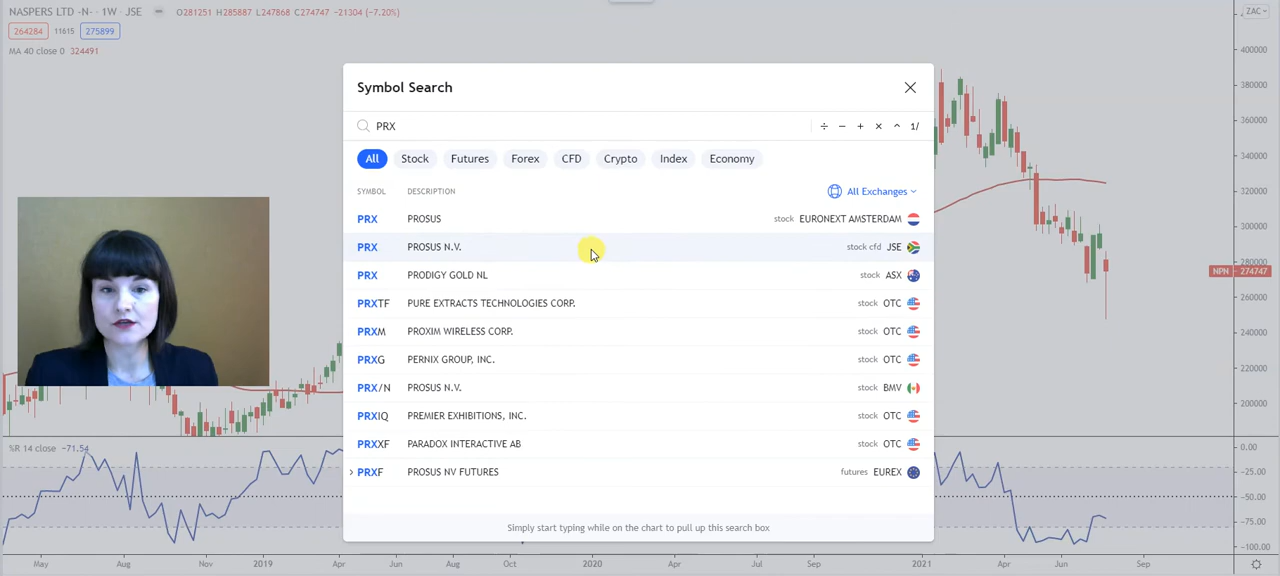 NASPERS LTD -N- · 1W · JSE O281251 H285887 L247868 C274747 -21304 (-7.20%)
264284 11615 275899
MA 40 close 0 324491
ZAC
400000
380000
360000
340000
320000
300000
280000
NPN 274747
260000
240000
220000
200000
Symbol Search
PRX ÷ − + × ^ 1/
All Stock Futures Forex CFD Crypto Index Economy
SYMBOL DESCRIPTION All Exchanges
PRX PROSUS stock EURONEXT AMSTERDAM
PRX PROSUS N.V. stock cfd JSE
PRX PRODIGY GOLD NL stock ASX
PRXTF PURE EXTRACTS TECHNOLOGIES CORP. stock OTC
PRXM PROXIM WIRELESS CORP. stock OTC
PRXG PERNIX GROUP, INC. stock OTC
PRX/N PROSUS N.V. stock BMV
PRXIQ PREMIER EXHIBITIONS, INC. stock OTC
PRXXF PARADOX INTERACTIVE AB stock OTC
PRXF PROSUS NV FUTURES futures EUREX
Simply start typing while on the chart to pull up this search box
%R 14 close −71.54
0.00
-25.00
-50.00
-75.00
-100.00
May Aug Nov 2019 Apr Jul Oct 2020 Apr Jul Sep 2021 Apr Jun Sep